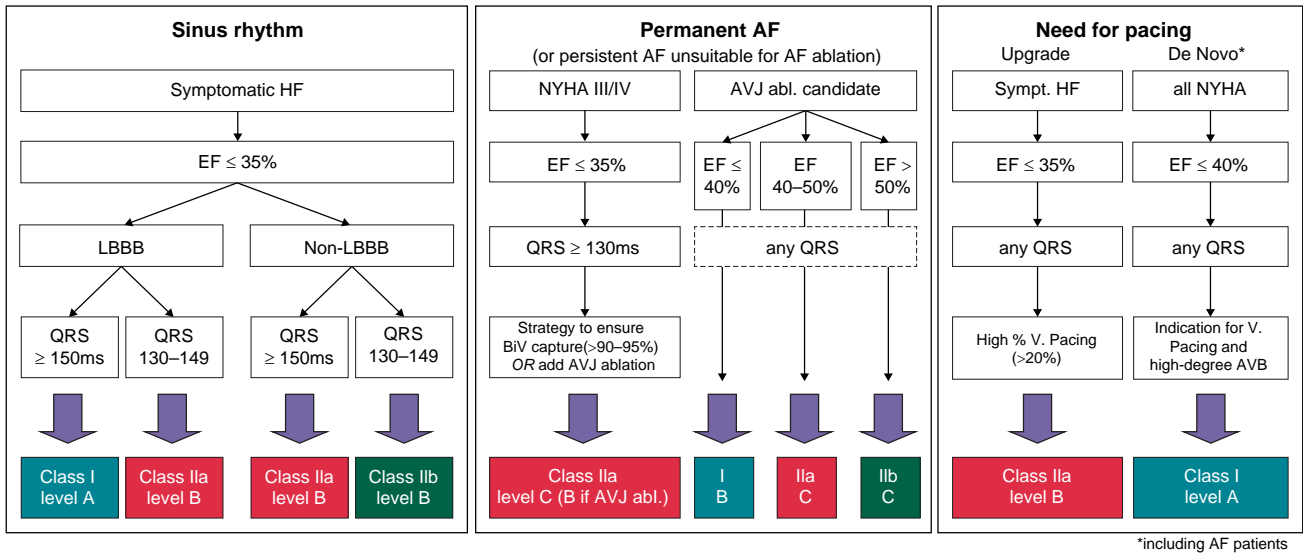 Sinus rhythm
Symptomatic HF
EF ≤ 35%
LBBB
Non-LBBB
QRS
≥ 150ms
QRS
130–149
QRS
≥ 150ms
QRS
130–149
Class I
level A
Class IIa
level B
Class IIa
level B
Class IIb
level B
Permanent AF
(or persistent AF unsuitable for AF ablation)
NYHA III/IV
AVJ abl. candidate
EF ≤ 35%
EF ≤
40%
EF
40–50%
EF >
50%
QRS ≥ 130ms
any QRS
Strategy to ensure
BiV capture(>90–95%)
OR add AVJ ablation
Class IIa
level C (B if AVJ abl.)
I
B
IIa
C
IIb
C
Need for pacing
Upgrade
De Novo*
Sympt. HF
all NYHA
EF ≤ 35%
EF ≤ 40%
any QRS
any QRS
High % V. Pacing
(>20%)
Indication for V.
Pacing and
high-degree AVB
Class IIa
level B
Class I
level A
*including AF patients